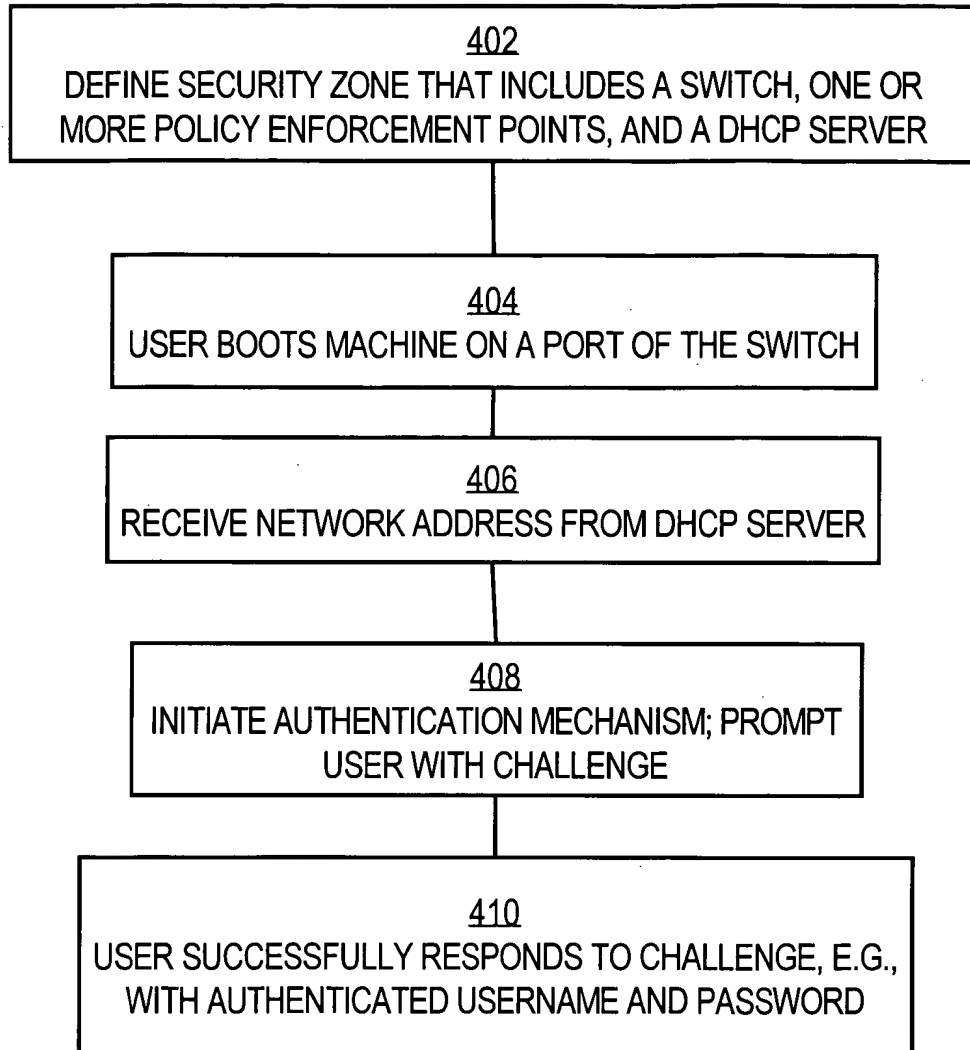 402
DEFINE SECURITY ZONE THAT INCLUDES A SWITCH, ONE OR
MORE POLICY ENFORCEMENT POINTS, AND A DHCP SERVER
404
USER BOOTS MACHINE ON A PORT OF THE SWITCH
406
RECEIVE NETWORK ADDRESS FROM DHCP SERVER
408
INITIATE AUTHENTICATION MECHANISM; PROMPT
USER WITH CHALLENGE
410
USER SUCCESSFULLY RESPONDS TO CHALLENGE, E.G.,
WITH AUTHENTICATED USERNAME AND PASSWORD